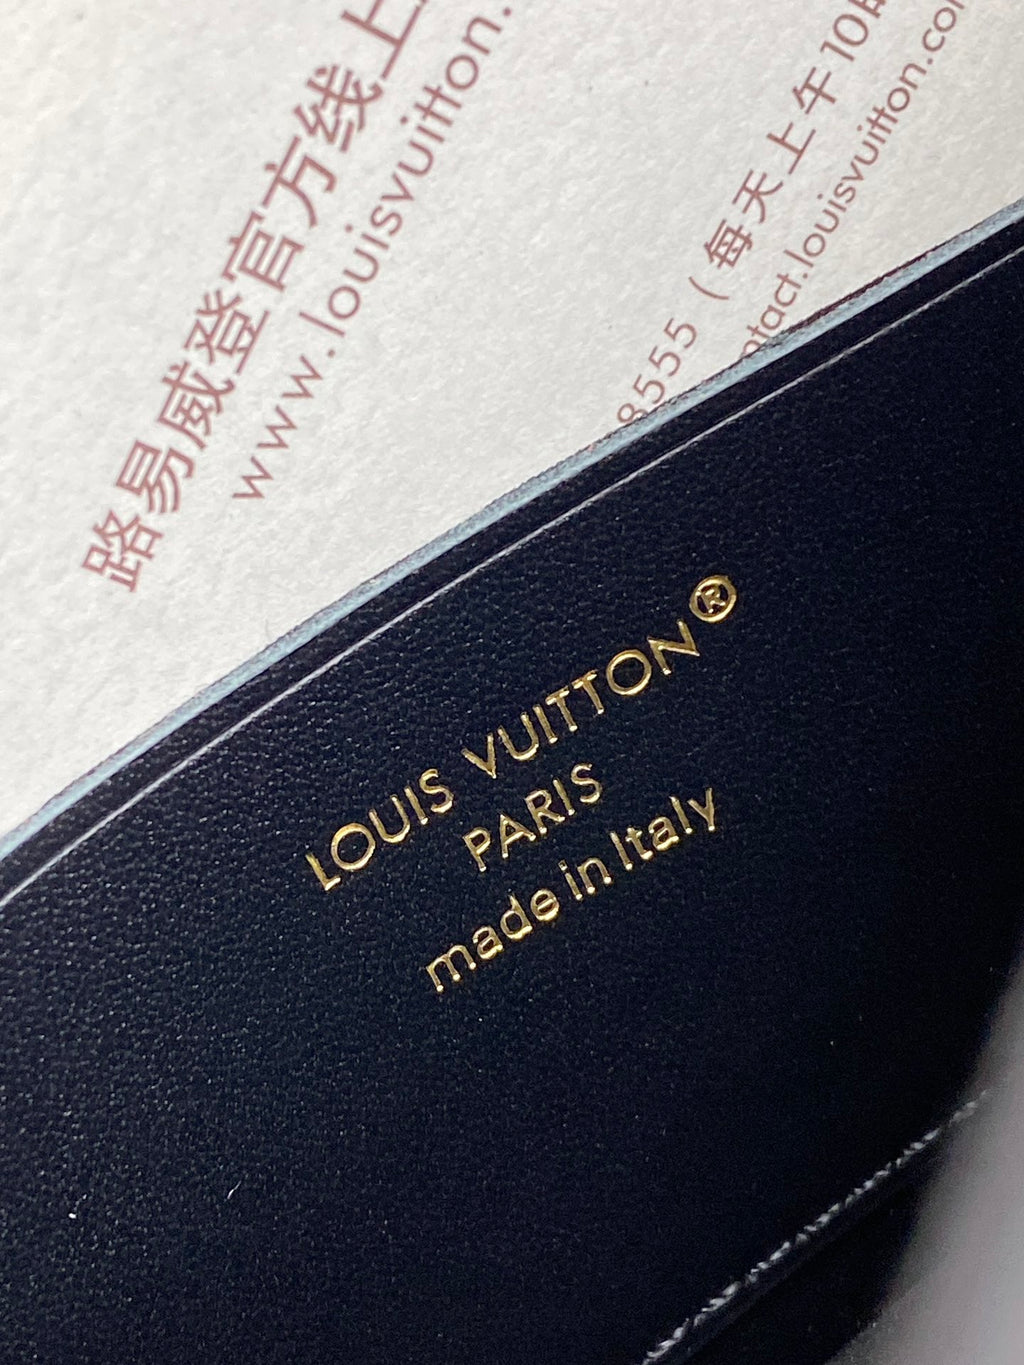 路易威登官方线上
www.louisvuitton.
8555（每天上午10
contact.louisvuitton.co
LOUIS VUITTON®
PARIS
made in Italy